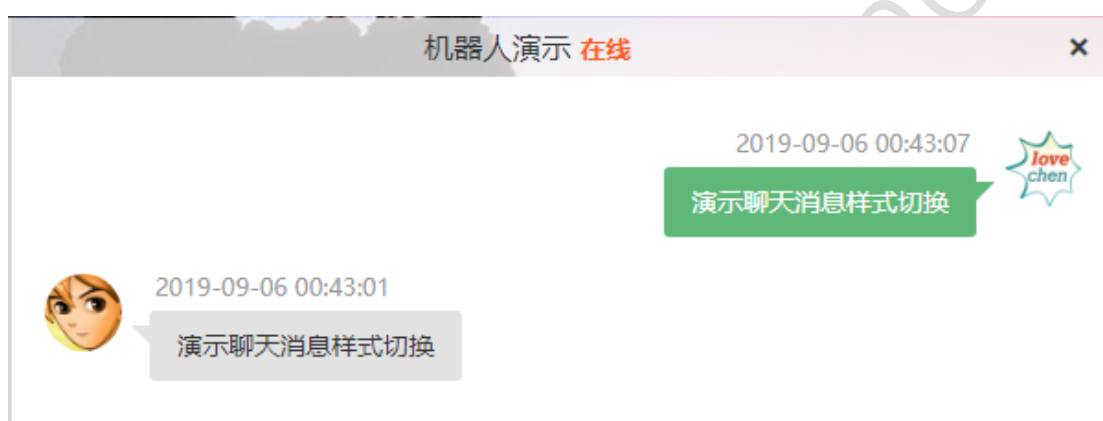 机器人演示 在线 ×
2019-09-06 00:43:07
love
chen
演示聊天消息样式切换
2019-09-06 00:43:01
演示聊天消息样式切换